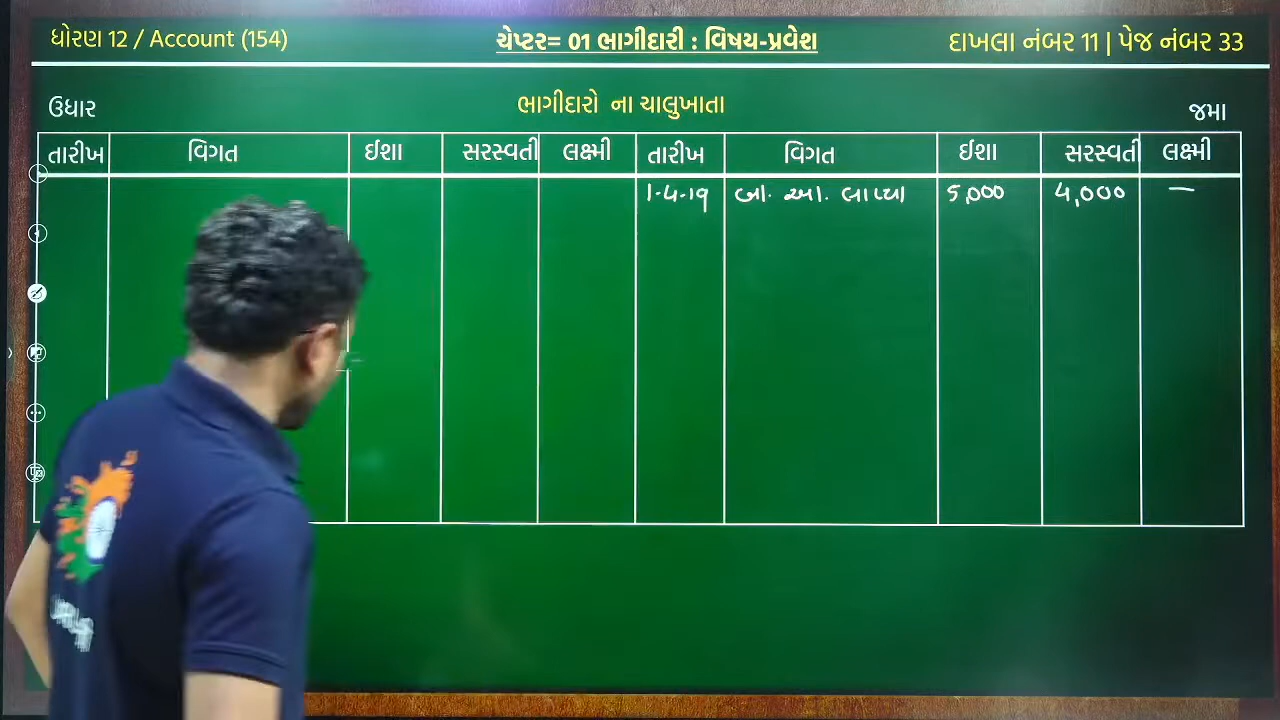 ધોરણ 12 / Account (154) ચેપ્ટર= 01 ભાગીદારી : વિષય-પ્રવેશ દાખલા નંબર 11 | પેજ નંબર 33
ઉધાર ભાગીદારો ના ચાલુખાતા જમા
તારીખ વિગત ઈશા સરસ્વતી લક્ષ્મી તારીખ વિગત ઈશા સરસ્વતી લક્ષ્મી
1-4-19 બા. આ. લાવ્યા 5,000 4,000 —